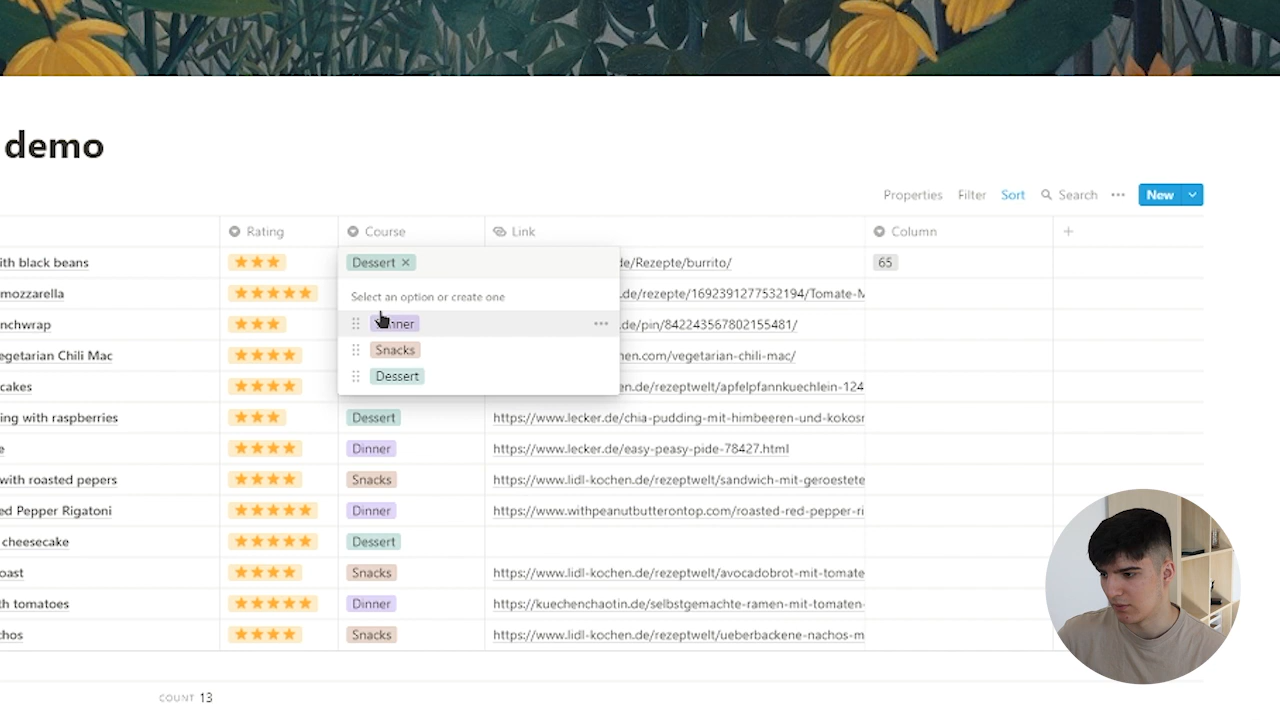 demo
Properties Filter Sort Search ••• New
Rating Course Link Column +
ith black beans Dessert × de/Rezepte/burrito/ 65
mozzarella .de/rezepte/1692391277532194/Tomate-M
Select an option or create one
nchwrap nner ••• .de/pin/842243567802155481/
egetarian Chili Mac Snacks hen.com/vegetarian-chili-mac/
cakes Dessert en.de/rezeptwelt/apfelpfannkuechlein-124
ing with raspberries Dessert https://www.lecker.de/chia-pudding-mit-himbeeren-und-kokosr
e Dinner https://www.lecker.de/easy-peasy-pide-78427.html
with roasted pepers Snacks https://www.lidl-kochen.de/rezeptwelt/sandwich-mit-geroestete
ed Pepper Rigatoni Dinner https://www.withpeanutbutterontop.com/roasted-red-pepper-ri
cheesecake Dessert
oast Snacks https://www.lidl-kochen.de/rezeptwelt/avocadobrot-mit-tomate
th tomatoes Dinner https://kuechenchaotin.de/selbstgemachte-ramen-mit-tomaten-
chos Snacks https://www.lidl-kochen.de/rezeptwelt/ueberbackene-nachos-m
COUNT 13